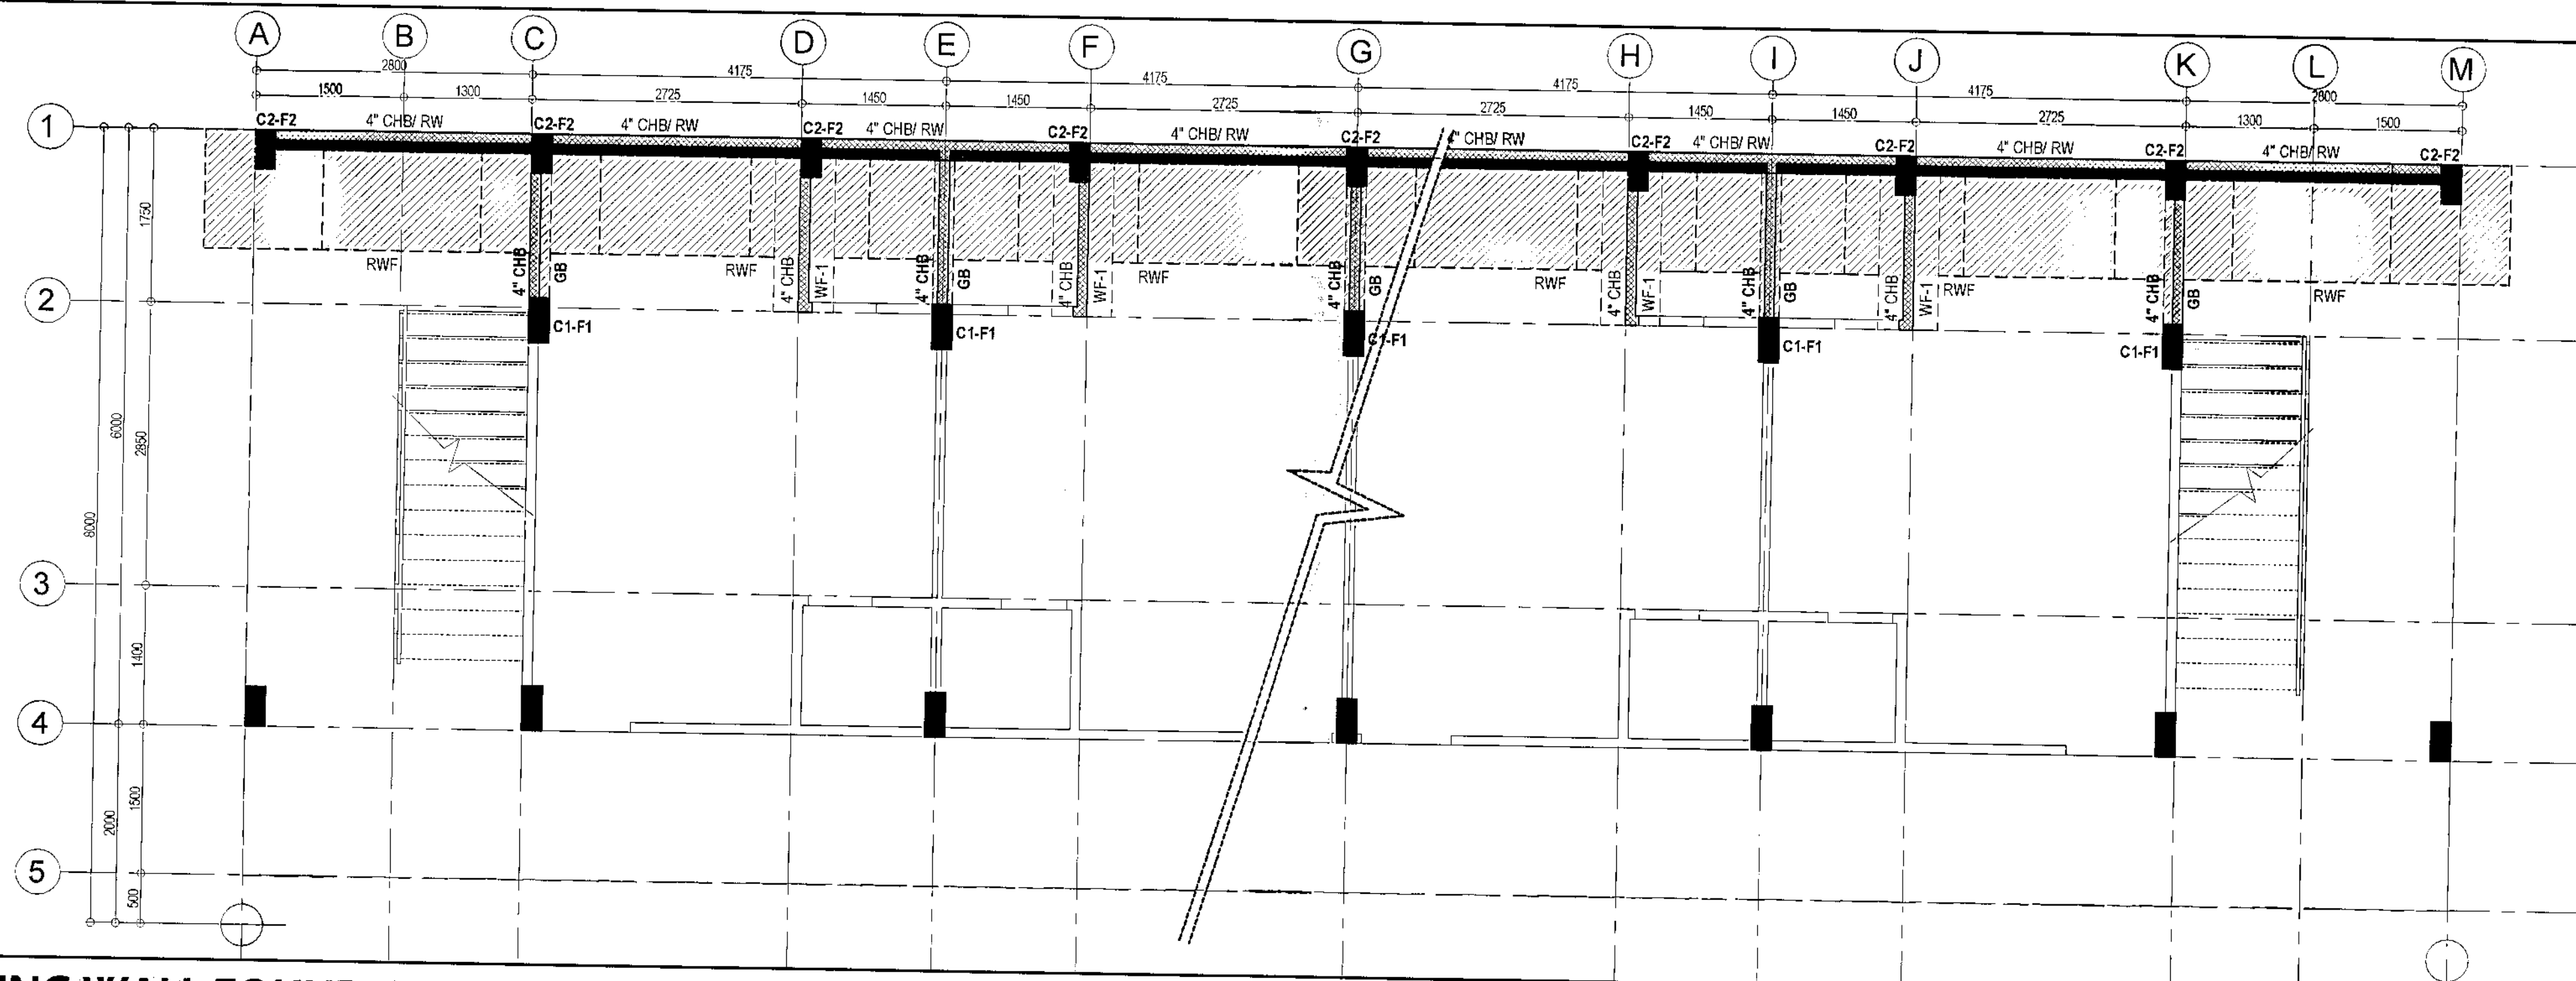 A B C D E F G H I J K L M
2800 4175 4175 4175 4175 2800
1500 1300 2725 1450 1450 2725 2725 1450 1450 2725 1300 1500
1
C2-F2 4" CHB/ RW C2-F2 4" CHB/ RW C2-F2 4" CHB/ RW C2-F2 4" CHB/ RW C2-F2 4" CHB/ RW C2-F2 4" CHB/ RW C2-F2 4" CHB/ RW C2-F2 4" CHB/ RW C2-F2
1750
RWF 4" CHB GB RWF 4" CHB WF-1 4" CHB GB 4" CHB WF-1 RWF 4" CHB GB RWF 4" CHB WF-1 4" CHB GB 4" CHB WF-1 RWF 4" CHB GB RWF
2
C1-F1 C1-F1 C1-F1 C1-F1 C1-F1
8000
6000
2850
3
1400
4
2000
1500
5
500